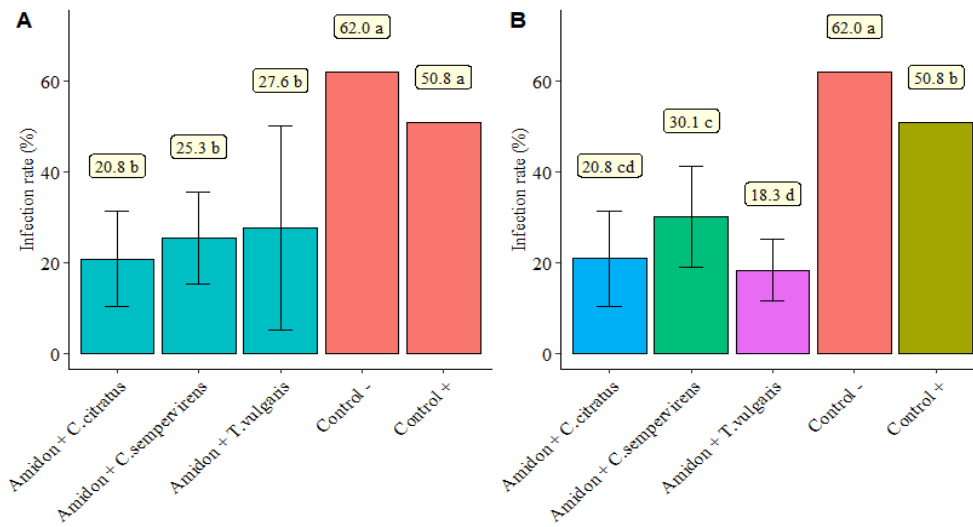 A
Infection rate (%)
60
40
20
0
20.8 b
25.3 b
27.6 b
62.0 a
50.8 a
Amidon + C.citratus
Amidon + C.sempervirens
Amidon + T.vulgaris
Control -
Control +
B
Infection rate (%)
60
40
20
0
20.8 cd
30.1 c
18.3 d
62.0 a
50.8 b
Amidon + C.citratus
Amidon + C.sempervirens
Amidon + T.vulgaris
Control -
Control +